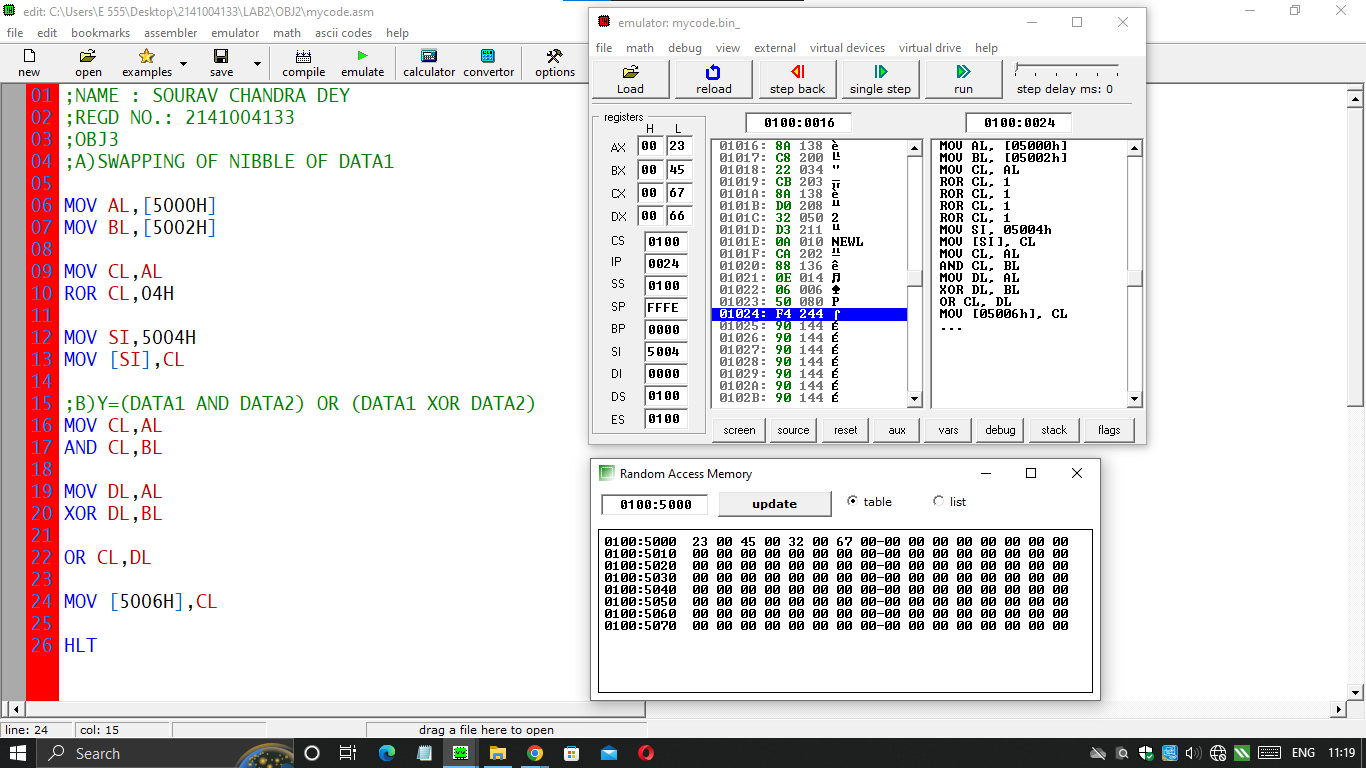 edit: C:\Users\E 555\Desktop\2141004133\LAB2\OBJ2\mycode.asm
file edit bookmarks assembler emulator math ascii codes help
new open examples save compile emulate calculator convertor options
01 ;NAME : SOURAV CHANDRA DEY
02 ;REGD NO.: 2141004133
03 ;OBJ3
04 ;A)SWAPPING OF NIBBLE OF DATA1
05
06 MOV AL,[5000H]
07 MOV BL,[5002H]
08
09 MOV CL,AL
10 ROR CL,04H
11
12 MOV SI,5004H
13 MOV [SI],CL
14
15 ;B)Y=(DATA1 AND DATA2) OR (DATA1 XOR DATA2)
16 MOV CL,AL
17 AND CL,BL
18
19 MOV DL,AL
20 XOR DL,BL
21
22 OR CL,DL
23
24 MOV [5006H],CL
25
26 HLT
line: 24 col: 15 drag a file here to open
emulator: mycode.bin_
file math debug view external virtual devices virtual drive help
Load reload step back single step run step delay ms: 0
registers
H L
AX 00 23
BX 00 45
CX 00 67
DX 00 66
CS 0100
IP 0024
SS 0100
SP FFFE
BP 0000
SI 5004
DI 0000
DS 0100
ES 0100
0100:0016
01016: 8A 138 è
01017: C8 200 ╚
01018: 22 034 "
01019: CB 203 ╦
0101A: 8A 138 è
0101B: D0 208 ╨
0101C: 32 050 2
0101D: D3 211 ╙
0101E: 0A 010 NEWL
0101F: CA 202 ╩
01020: 88 136 ê
01021: 0E 014 ♫
01022: 06 006 ♠
01023: 50 080 P
01024: F4 244 ⌠
01025: 90 144 É
01026: 90 144 É
01027: 90 144 É
01028: 90 144 É
01029: 90 144 É
0102A: 90 144 É
0102B: 90 144 É
0100:0024
MOV AL, [05000h]
MOV BL, [05002h]
MOV CL, AL
ROR CL, 1
ROR CL, 1
ROR CL, 1
ROR CL, 1
MOV SI, 05004h
MOV [SI], CL
MOV CL, AL
AND CL, BL
MOV DL, AL
XOR DL, BL
OR CL, DL
MOV [05006h], CL
...
screen source reset aux vars debug stack flags
Random Access Memory
0100:5000 update table list
0100:5000 23 00 45 00 32 00 67 00-00 00 00 00 00 00 00 00
0100:5010 00 00 00 00 00 00 00 00-00 00 00 00 00 00 00 00
0100:5020 00 00 00 00 00 00 00 00-00 00 00 00 00 00 00 00
0100:5030 00 00 00 00 00 00 00 00-00 00 00 00 00 00 00 00
0100:5040 00 00 00 00 00 00 00 00-00 00 00 00 00 00 00 00
0100:5050 00 00 00 00 00 00 00 00-00 00 00 00 00 00 00 00
0100:5060 00 00 00 00 00 00 00 00-00 00 00 00 00 00 00 00
0100:5070 00 00 00 00 00 00 00 00-00 00 00 00 00 00 00 00
Search ENG 11:19